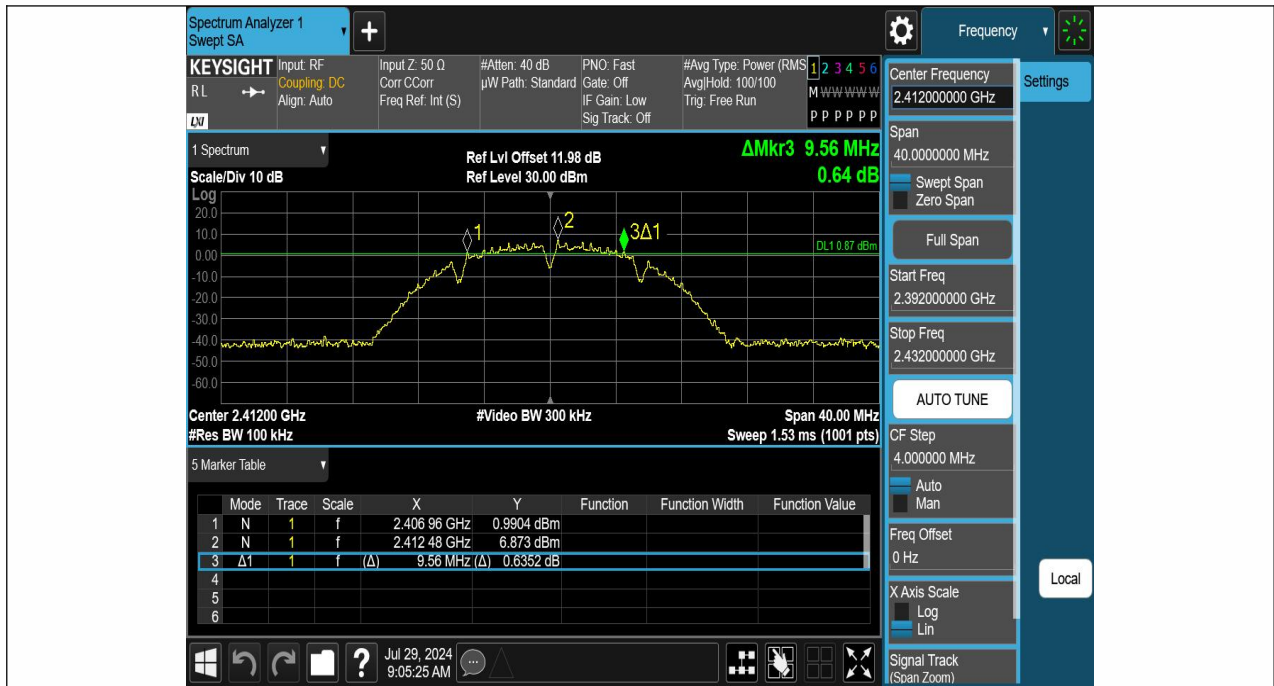 Spectrum Analyzer 1
Swept SA
+
Frequency
KEYSIGHT
RL
LXI
Input: RF
Coupling: DC
Align: Auto
Input Z: 50 Ω
Corr CCorr
Freq Ref: Int (S)
#Atten: 40 dB
µW Path: Standard
PNO: Fast
Gate: Off
IF Gain: Low
Sig Track: Off
#Avg Type: Power (RMS
Avg|Hold: 100/100
Trig: Free Run
1 2 3 4 5 6
M W W W W W
P P P P P P
1 Spectrum
Scale/Div 10 dB
Ref Lvl Offset 11.98 dB
Ref Level 30.00 dBm
ΔMkr3 9.56 MHz
0.64 dB
Log
20.0
10.0
0.00
-10.0
-20.0
-30.0
-40.0
-50.0
-60.0
1
2
3Δ1
DL1 0.87 dBm
Center 2.41200 GHz
#Video BW 300 kHz
Span 40.00 MHz
#Res BW 100 kHz
Sweep 1.53 ms (1001 pts)
5 Marker Table
Mode Trace Scale X Y Function Function Width Function Value
1 N 1 f 2.406 96 GHz 0.9904 dBm
2 N 1 f 2.412 48 GHz 6.873 dBm
3 Δ1 1 f (Δ) 9.56 MHz (Δ) 0.6352 dB
4
5
6
Jul 29, 2024
9:05:25 AM
?
Center Frequency
2.412000000 GHz
Span
40.0000000 MHz
Swept Span
Zero Span
Full Span
Start Freq
2.392000000 GHz
Stop Freq
2.432000000 GHz
AUTO TUNE
CF Step
4.000000 MHz
Auto
Man
Freq Offset
0 Hz
X Axis Scale
Log
Lin
Signal Track
(Span Zoom)
Settings
Local